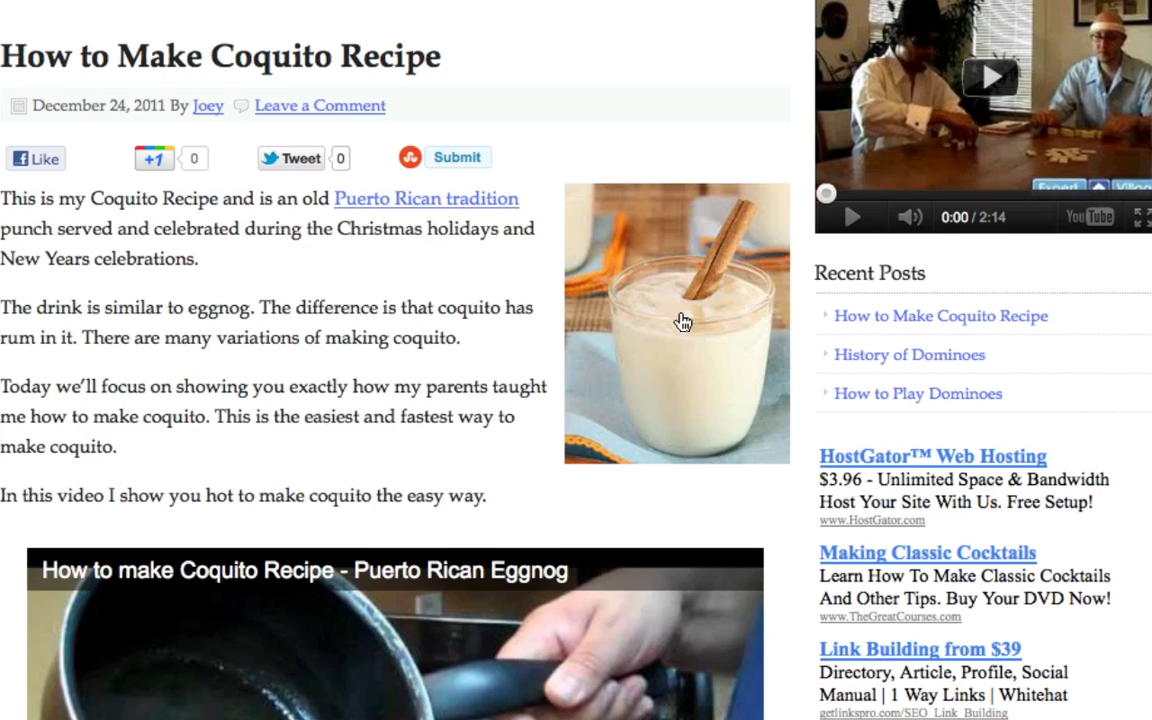 How to Make Coquito Recipe
December 24, 2011 By Joey Leave a Comment
Like
+1 0
Tweet 0
Submit
This is my Coquito Recipe and is an old Puerto Rican tradition
punch served and celebrated during the Christmas holidays and
New Years celebrations.
The drink is similar to eggnog. The difference is that coquito has
rum in it. There are many variations of making coquito.
Today we'll focus on showing you exactly how my parents taught
me how to make coquito. This is the easiest and fastest way to
make coquito.
In this video I show you hot to make coquito the easy way.
How to make Coquito Recipe - Puerto Rican Eggnog
Expert Village
0:00 / 2:14 YouTube
Recent Posts
How to Make Coquito Recipe
History of Dominoes
How to Play Dominoes
HostGator™ Web Hosting
$3.96 - Unlimited Space & Bandwidth
Host Your Site With Us. Free Setup!
www.HostGator.com
Making Classic Cocktails
Learn How To Make Classic Cocktails
And Other Tips. Buy Your DVD Now!
www.TheGreatCourses.com
Link Building from $39
Directory, Article, Profile, Social
Manual | 1 Way Links | Whitehat
getlinkspro.com/SEO_Link_Building